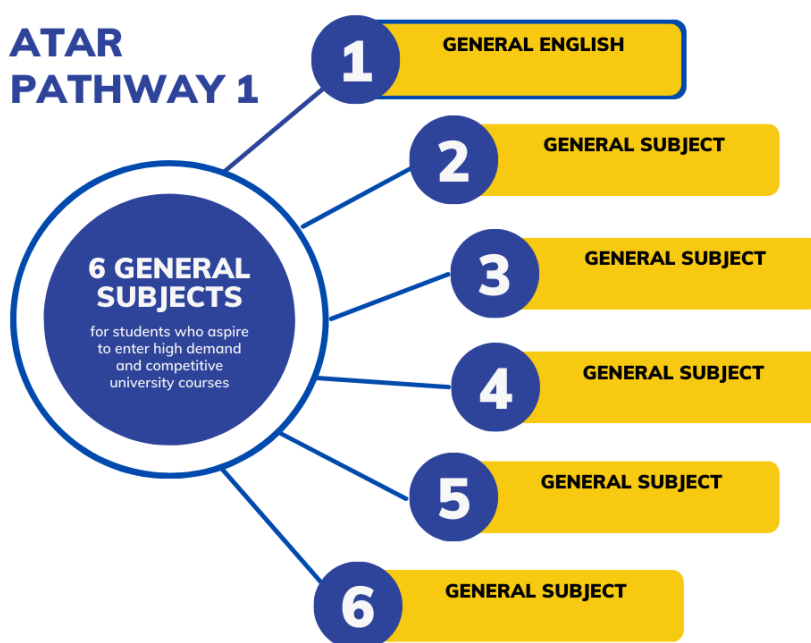 ATAR
PATHWAY 1
1
GENERAL ENGLISH
2
GENERAL SUBJECT
6 GENERAL
SUBJECTS
for students who aspire
to enter high demand
and competitive
university courses
3
GENERAL SUBJECT
4
GENERAL SUBJECT
5
GENERAL SUBJECT
6
GENERAL SUBJECT